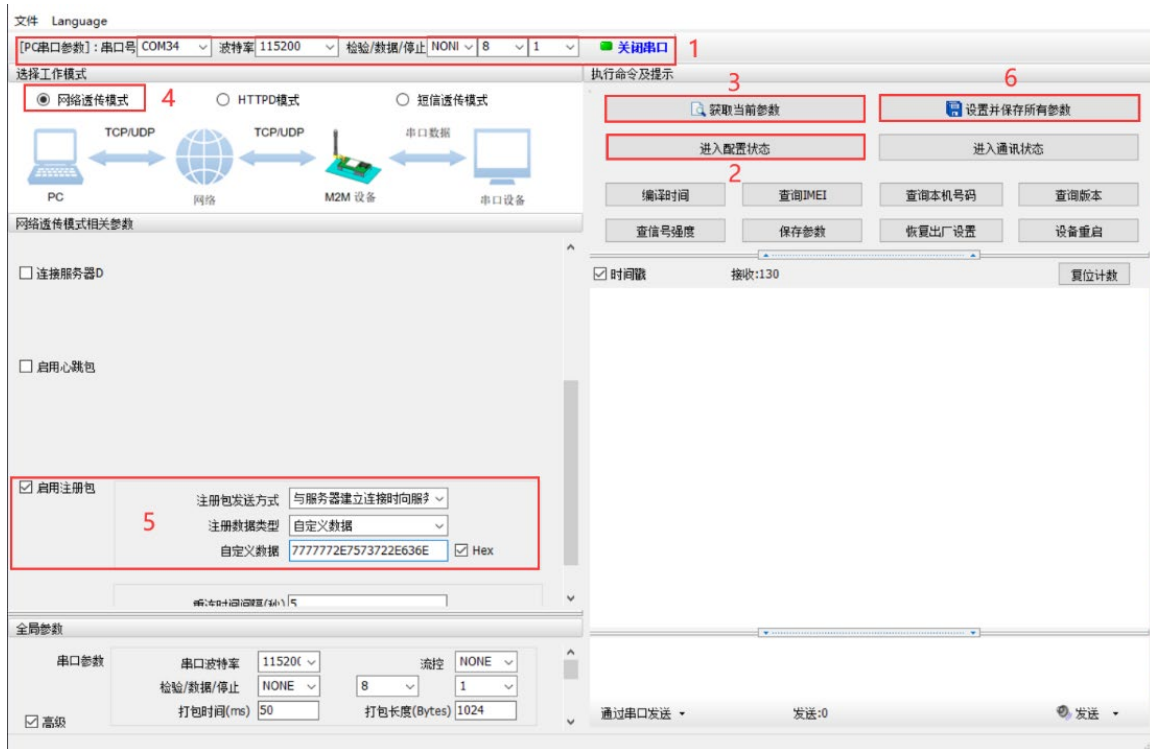 文件 Language
[PC串口参数]：串口号 COM34 波特率 115200 检验/数据/停止 NONI 8 1 关闭串口 1
选择工作模式
网络透传模式 4 HTTPD模式 短信透传模式
TCP/UDP TCP/UDP 串口数据
PC 网络 M2M 设备 串口设备
网络透传模式相关参数
连接服务器D
启用心跳包
启用注册包
注册包发送方式 与服务器建立连接时向服务
5 注册数据类型 自定义数据
自定义数据 7777772E7573722E636E Hex
重连时间间隔(秒) 5
全局参数
串口参数 串口波特率 11520( 流控 NONE
检验/数据/停止 NONE 8 1
高级 打包时间(ms) 50 打包长度(Bytes) 1024
执行命令及提示
3 6
获取当前参数 设置并保存所有参数
进入配置状态 进入通讯状态
2
编译时间 查询IMEI 查询本机号码 查询版本
查信号强度 保存参数 恢复出厂设置 设备重启
时间戳 接收:130 复位计数
通过串口发送 发送:0 发送